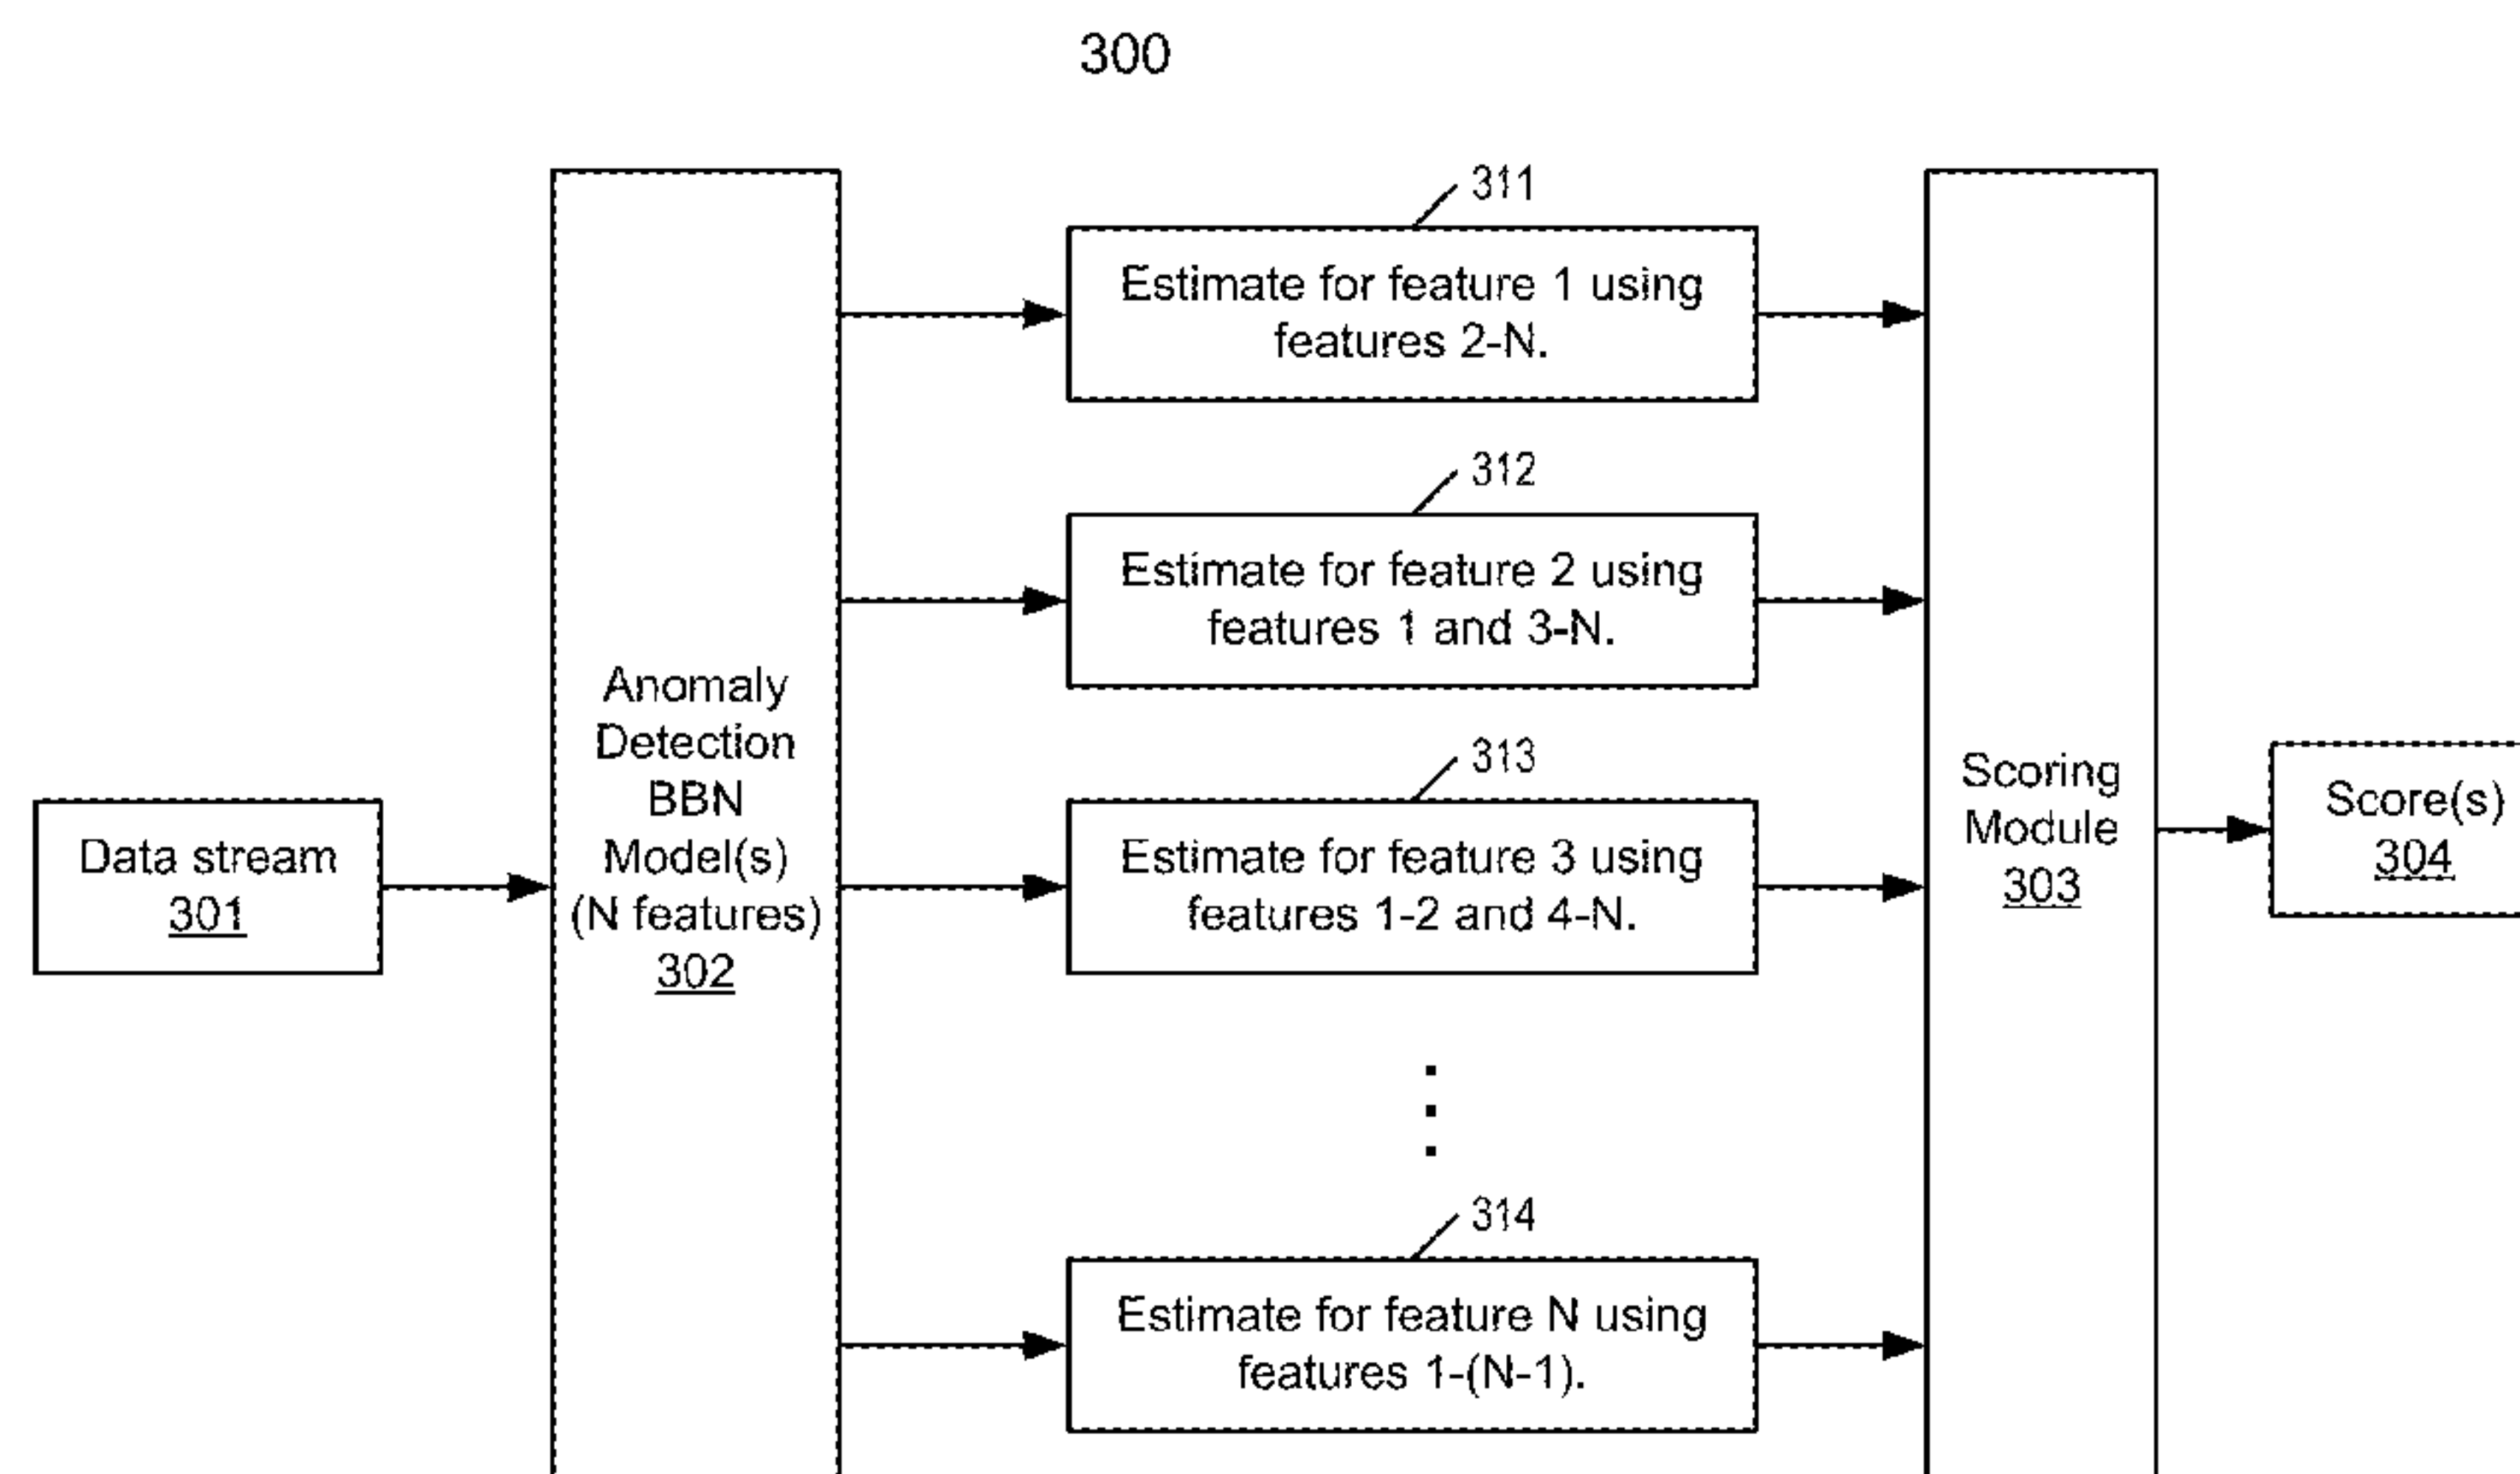 300
311
Estimate for feature 1 using
features 2-N.
312
Estimate for feature 2 using
features 1 and 3-N.
Anomaly
Detection
BBN
Model(s)
(N features)
302
313
Scoring
Module
303
Score(s)
304
Data stream
301
Estimate for feature 3 using
features 1-2 and 4-N.
314
Estimate for feature N using
features 1-(N-1).